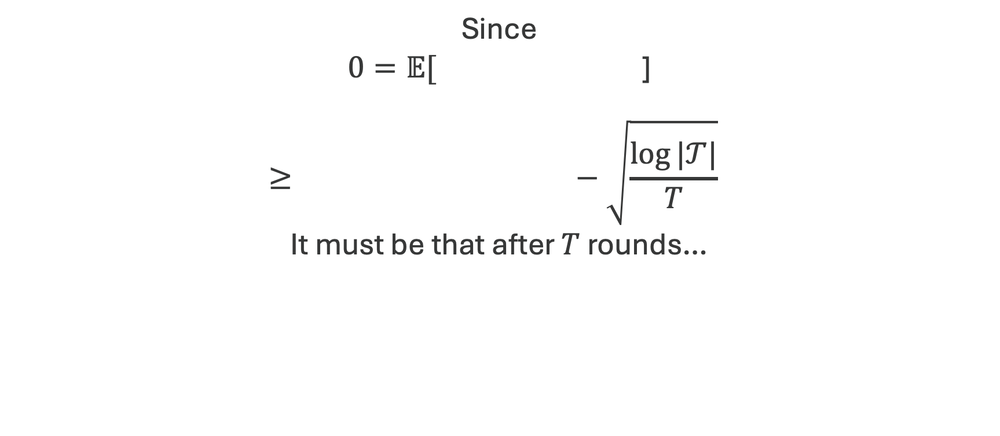 Since
0 = 𝔼[ ]
≥ − √(log |𝒯| / T)
It must be that after T rounds...